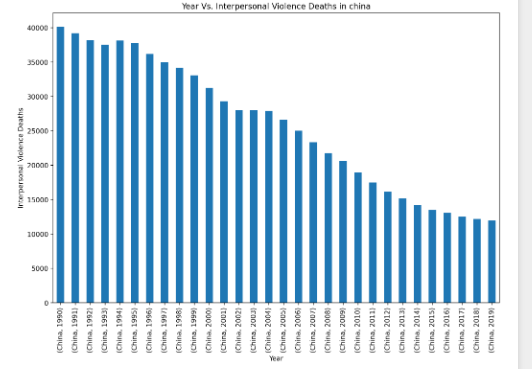 Year Vs. Interpersonal Violence Deaths in china
Interpersonal Violence Deaths
40000
35000
30000
25000
20000
15000
10000
5000
0
(China, 1990)
(China, 1991)
(China, 1992)
(China, 1993)
(China, 1994)
(China, 1995)
(China, 1996)
(China, 1997)
(China, 1998)
(China, 1999)
(China, 2000)
(China, 2001)
(China, 2002)
(China, 2003)
(China, 2004)
(China, 2005)
(China, 2006)
(China, 2007)
(China, 2008)
(China, 2009)
(China, 2010)
(China, 2011)
(China, 2012)
(China, 2013)
(China, 2014)
(China, 2015)
(China, 2016)
(China, 2017)
(China, 2018)
(China, 2019)
Year